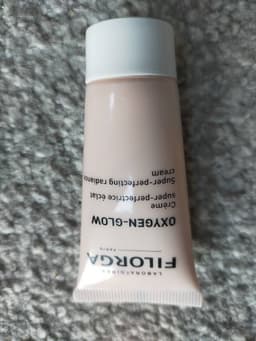 LABORATOIRES
FILORGA
PARIS
OXYGEN-GLOW
Crème
super-perfectrice éclat
Super-perfecting radiance
cream